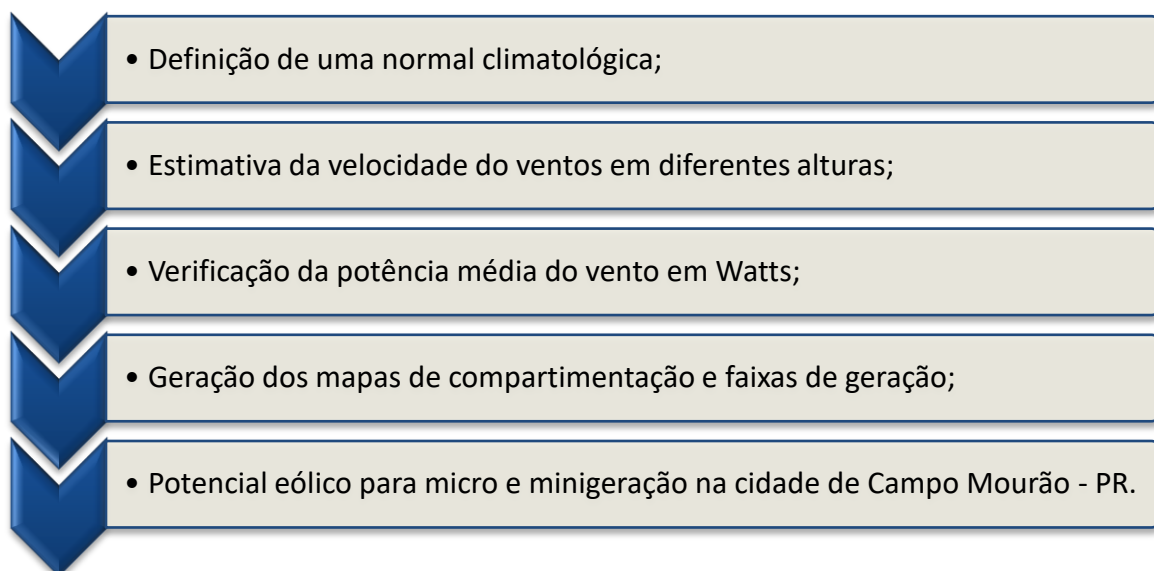 • Definição de uma normal climatológica;
• Estimativa da velocidade do ventos em diferentes alturas;
• Verificação da potência média do vento em Watts;
• Geração dos mapas de compartimentação e faixas de geração;
• Potencial eólico para micro e minigeração na cidade de Campo Mourão - PR.